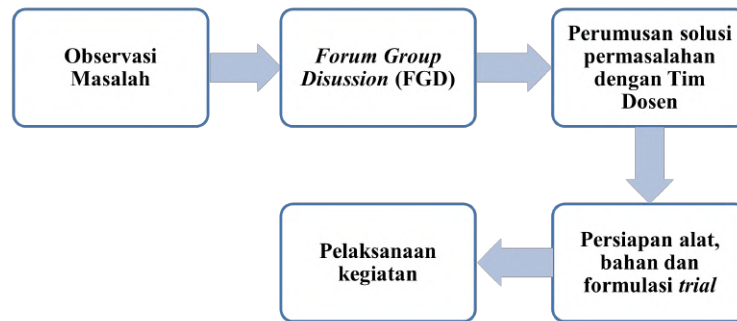 Observasi
Masalah
Forum Group
Disussion (FGD)
Perumusan solusi
permasalahan
dengan Tim
Dosen
Persiapan alat,
bahan dan
formulasi trial
Pelaksanaan
kegiatan